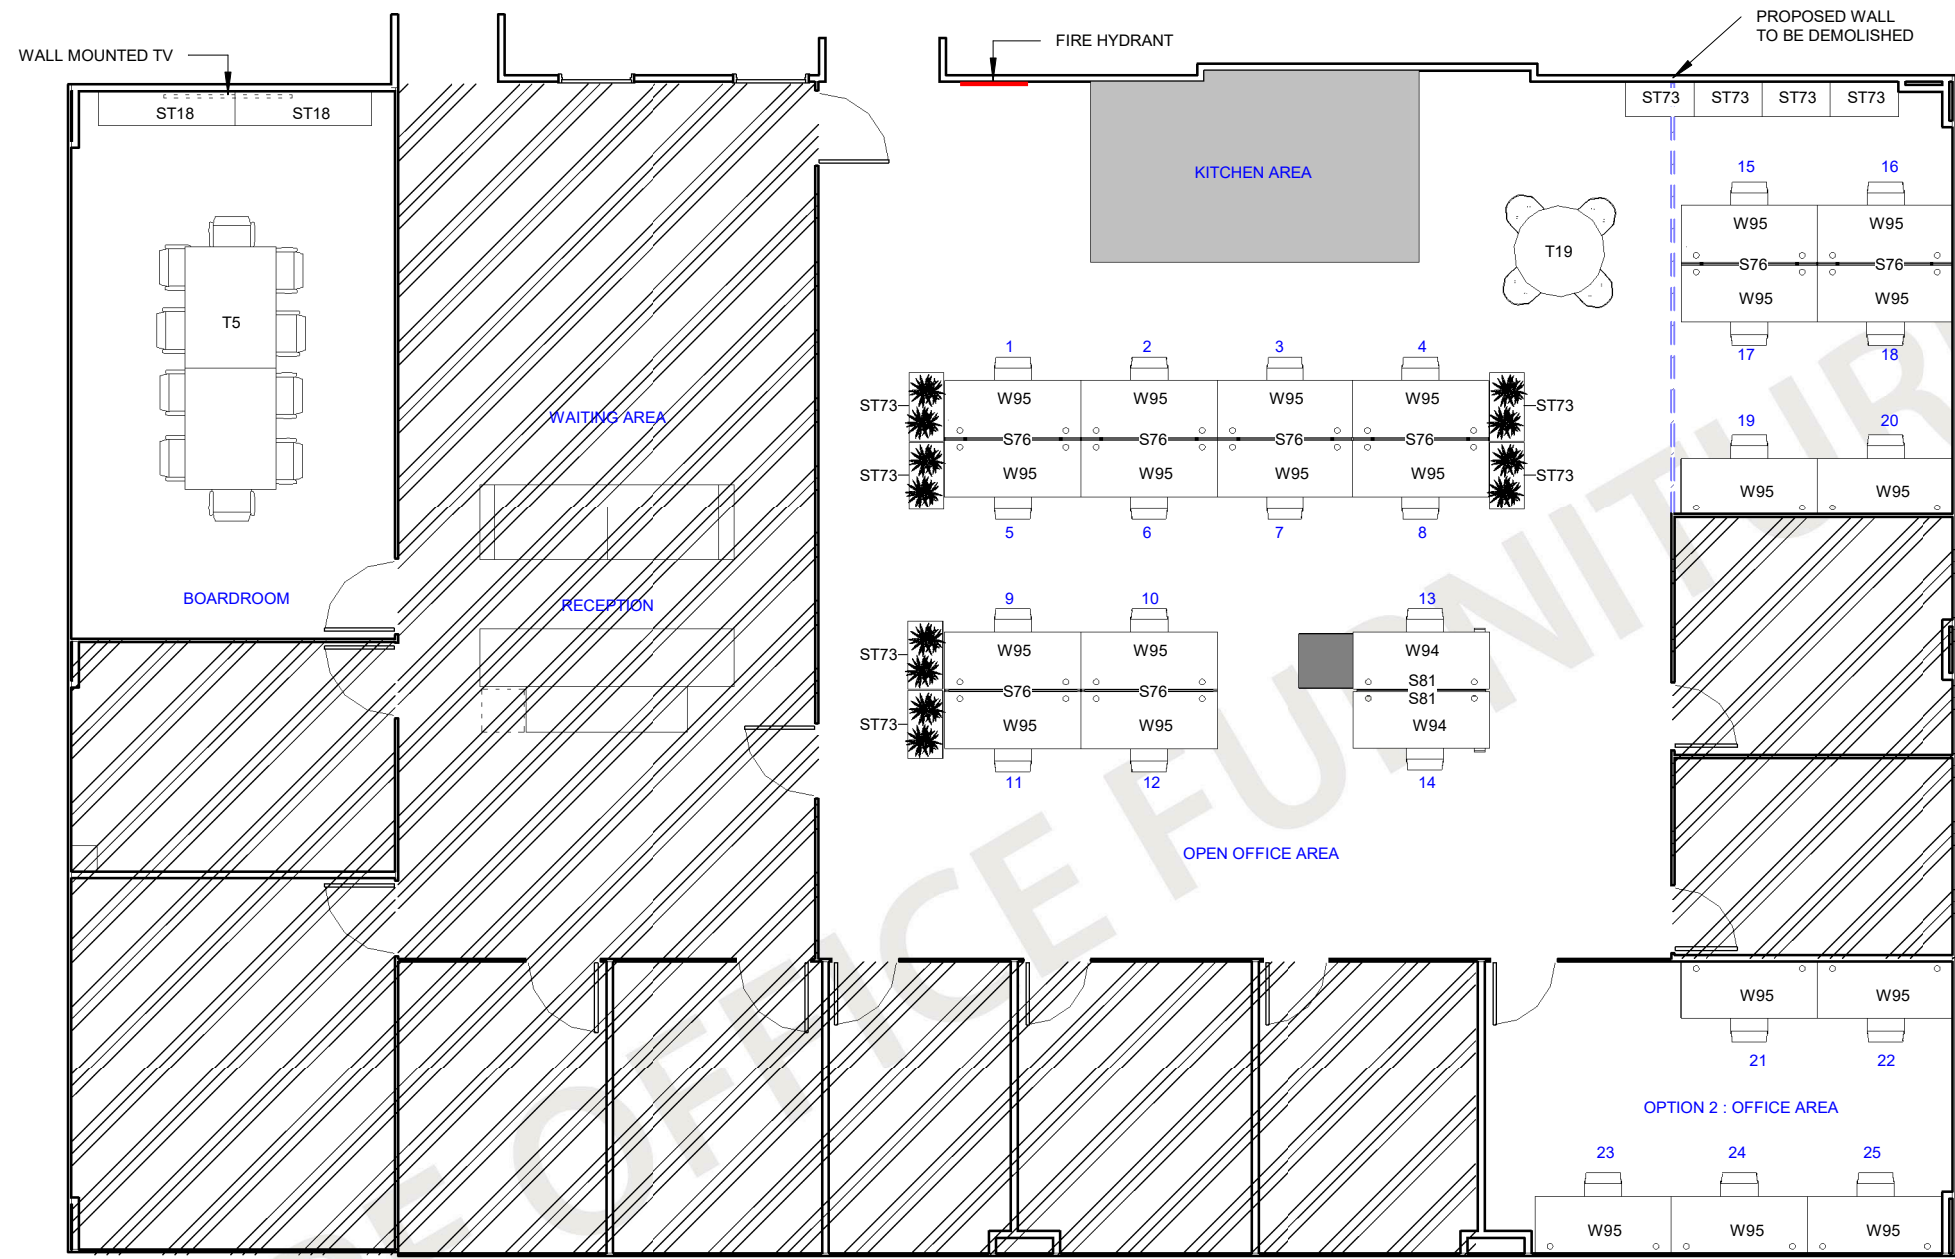 WALL MOUNTED TV
FIRE HYDRANT
PROPOSED WALL
TO BE DEMOLISHED
ST18 ST18
ST73 ST73 ST73 ST73
KITCHEN AREA
15 16
W95 W95
S76 S76
W95 W95
17 18
T19
T5
1 2 3 4
ST73 W95 W95 W95 W95 ST73
S76 S76 S76 S76
ST73 W95 W95 W95 W95 ST73
5 6 7 8
WAITING AREA
19 20
W95 W95
BOARDROOM
RECEPTION
9 10 13
ST73 W95 W95 W94
S76 S76 S81
S81
ST73 W95 W95 W94
11 12 14
OPEN OFFICE AREA
W95 W95
21 22
OPTION 2 : OFFICE AREA
23 24 25
W95 W95 W95
OFFICE FURNITUR